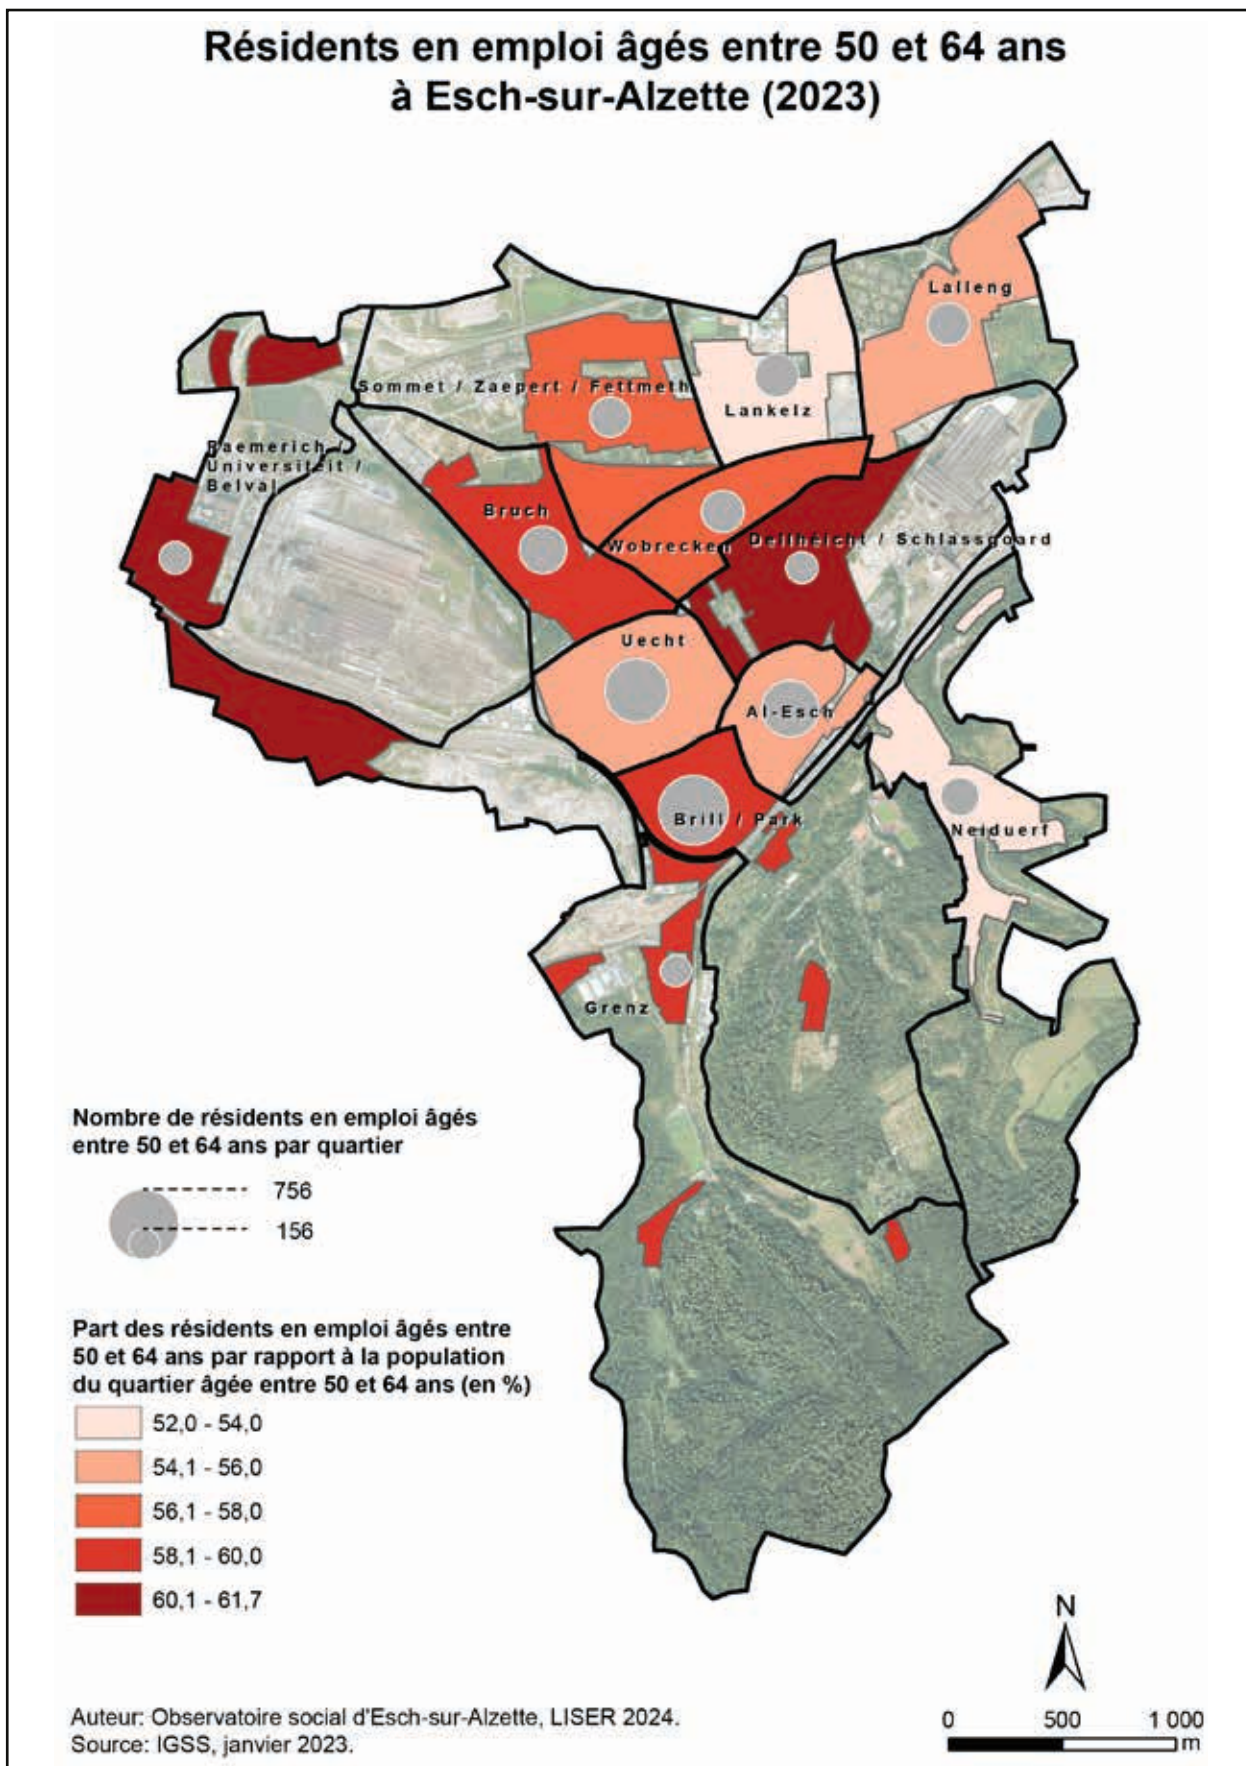 Résidents en emploi âgés entre 50 et 64 ans
à Esch-sur-Alzette (2023)
Lalleng
Sommet / Zaepert / Fettmeth
Lankelz
Raemerich /
Universitéit /
Belval
Bruch
Wobrecken
Dellhéicht / Schlassgoard
Uecht
Al-Esch
Brill / Park
Neiduerf
Grenz
Nombre de résidents en emploi âgés
entre 50 et 64 ans par quartier
756
156
Part des résidents en emploi âgés entre
50 et 64 ans par rapport à la population
du quartier âgée entre 50 et 64 ans (en %)
52,0 - 54,0
54,1 - 56,0
56,1 - 58,0
58,1 - 60,0
60,1 - 61,7
N
Auteur: Observatoire social d'Esch-sur-Alzette, LISER 2024.
Source: IGSS, janvier 2023.
0 500 1 000
m